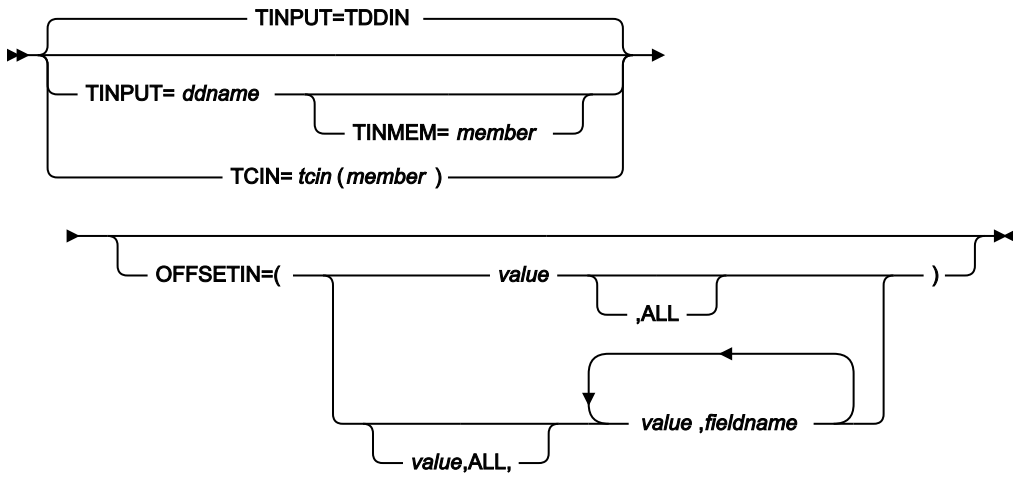 TINPUT=TDDIN
TINPUT= ddname
TINMEM= member
TCIN= tcin (member )
OFFSETIN=( value )
,ALL
value ,fieldname
value,ALL,